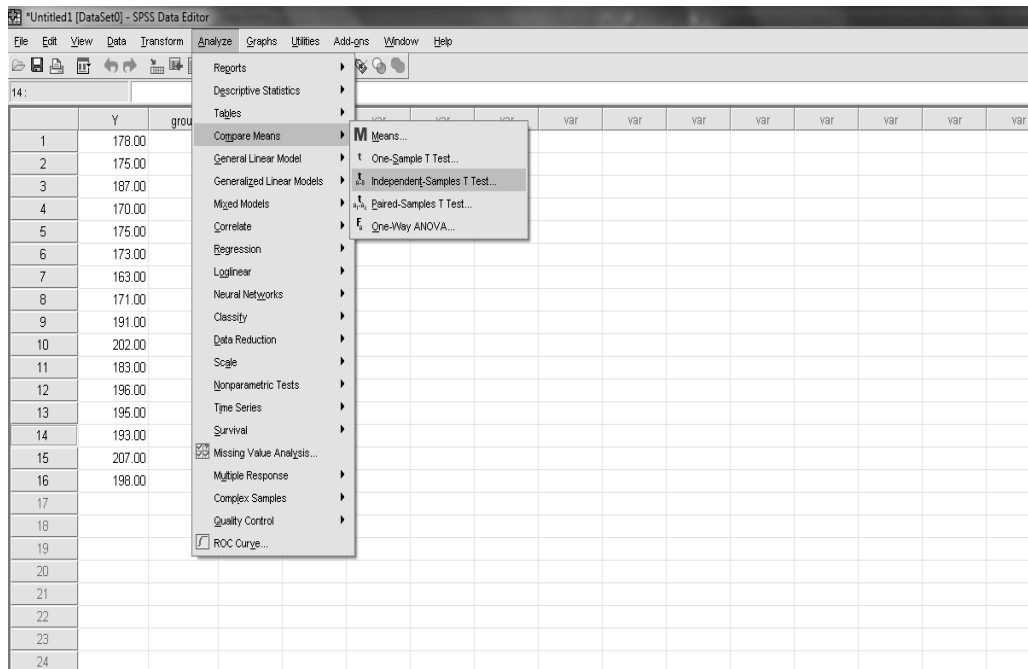 *Untitled1 [DataSet0] - SPSS Data Editor
File Edit View Data Transform Analyze Graphs Utilities Add-ons Window Help
14 :
Y grou var var var var var var var var var var
1 178.00
2 175.00
3 187.00
4 170.00
5 175.00
6 173.00
7 163.00
8 171.00
9 191.00
10 202.00
11 183.00
12 196.00
13 195.00
14 193.00
15 207.00
16 198.00
17
18
19
20
21
22
23
24
Reports
Descriptive Statistics
Tables
Compare Means
General Linear Model
Generalized Linear Models
Mixed Models
Correlate
Regression
Loglinear
Neural Networks
Classify
Data Reduction
Scale
Nonparametric Tests
Time Series
Survival
Missing Value Analysis...
Multiple Response
Complex Samples
Quality Control
ROC Curve...
M Means...
t One-Sample T Test...
Independent-Samples T Test...
Paired-Samples T Test...
One-Way ANOVA...